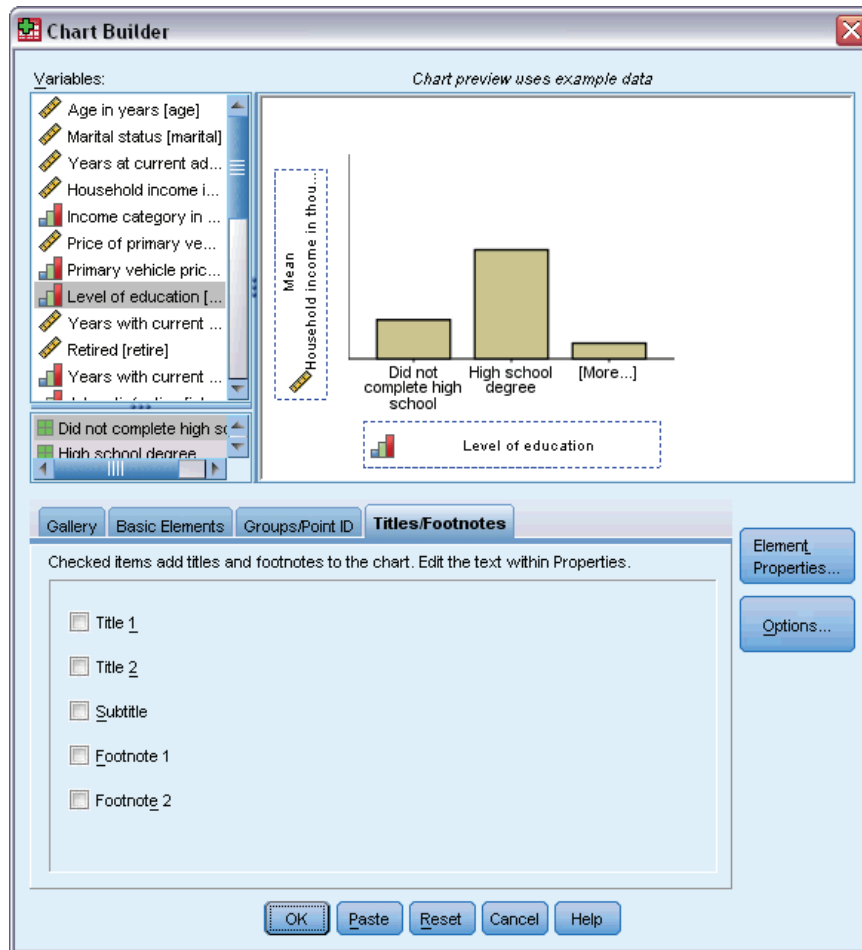 Chart Builder
Variables:
Age in years [age]
Marital status [marital]
Years at current ad...
Household income i...
Income category in ...
Price of primary ve...
Primary vehicle pric...
Level of education [...
Years with current ...
Retired [retire]
Years with current ...
Did not complete high sc
High school degree
Chart preview uses example data
Mean
Household income in thou...
Did not
complete high
school
High school
degree
[More...]
Level of education
Gallery
Basic Elements
Groups/Point ID
Titles/Footnotes
Checked items add titles and footnotes to the chart. Edit the text within Properties.
Title 1
Title 2
Subtitle
Footnote 1
Footnote 2
Element
Properties...
Options...
OK
Paste
Reset
Cancel
Help